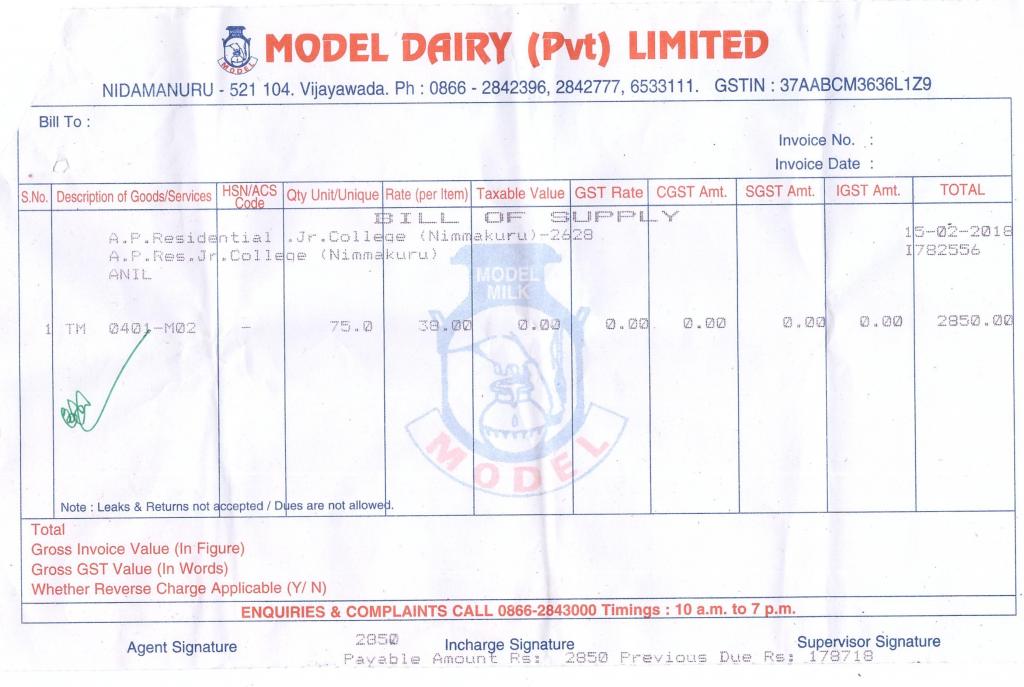 MODEL
MODEL DAIRY (Pvt) LIMITED
NIDAMANURU - 521 104. Vijayawada. Ph : 0866 - 2842396, 2842777, 6533111. GSTIN : 37AABCM3636L1Z9
Bill To :
Invoice No. :
Invoice Date :
S.No. Description of Goods/Services HSN/ACS Code Qty Unit/Unique Rate (per Item) Taxable Value GST Rate CGST Amt. SGST Amt. IGST Amt. TOTAL
BILL OF SUPPLY
A.P.Residential .Jr.College (Nimmakuru)-2628 15-02-2018
A.P.Res.Jr.College (Nimmakuru) I782556
ANIL
MODEL
MILK
1 TM 0401-M02 - 75.0 38.00 0.00 0.00 0.00 0.00 0.00 2850.00
MODEL
Note : Leaks & Returns not accepted / Dues are not allowed.
Total
Gross Invoice Value (In Figure)
Gross GST Value (In Words)
Whether Reverse Charge Applicable (Y/ N)
ENQUIRIES & COMPLAINTS CALL 0866-2843000 Timings : 10 a.m. to 7 p.m.
Agent Signature 2850 Incharge Signature Supervisor Signature
Payable Amount Rs: 2850 Previous Due Rs: 178718